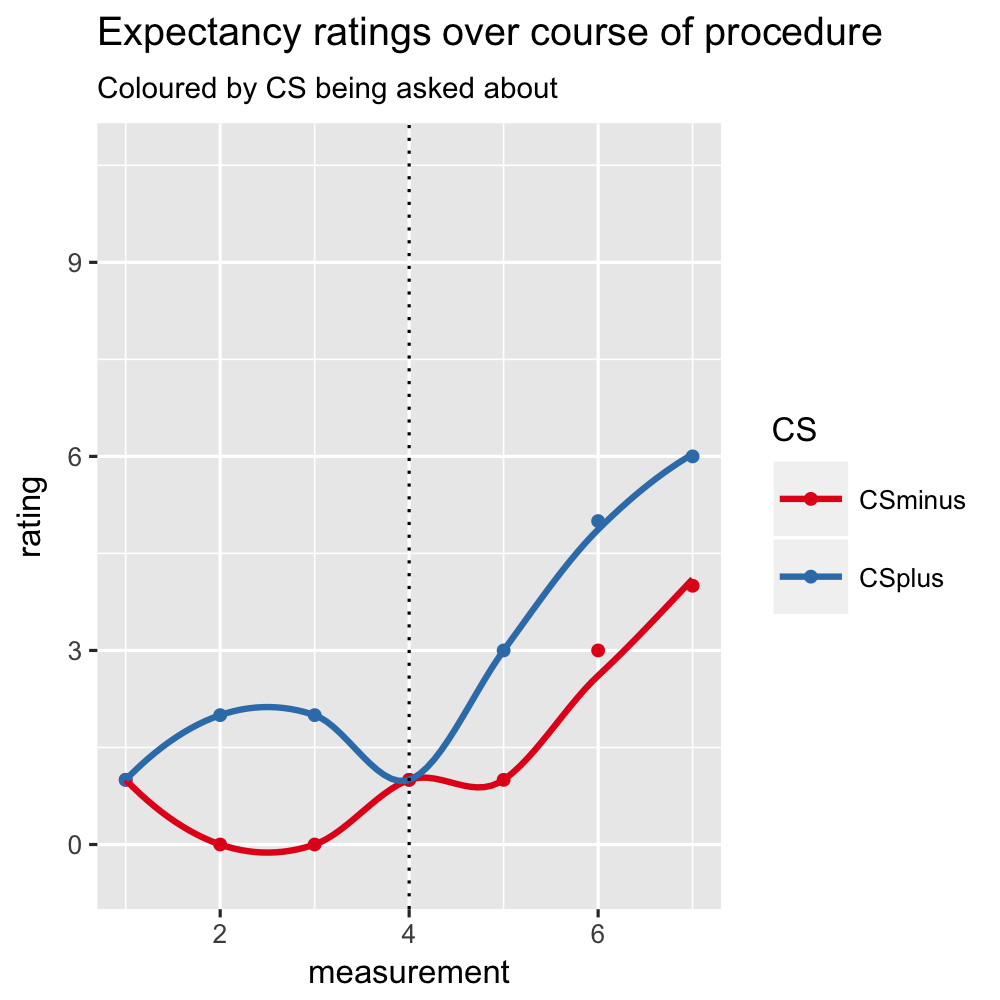 Expectancy ratings over course of procedure
Coloured by CS being asked about
9
6
3
0
rating
2
4
6
measurement
CS
CSminus
CSplus